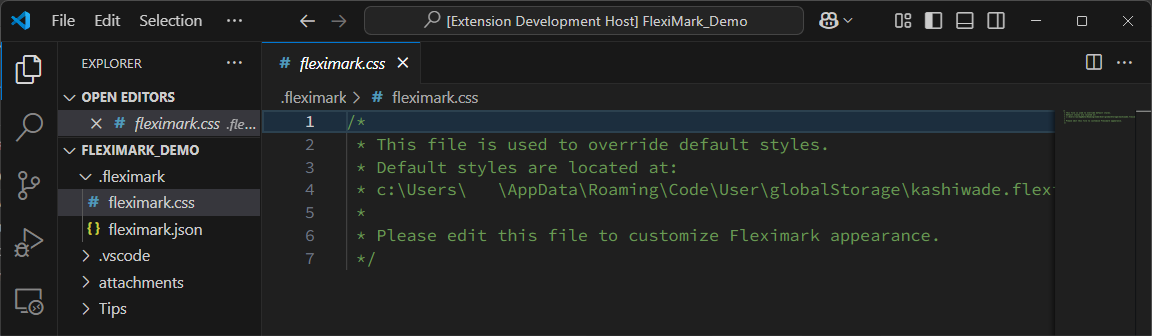 File Edit Selection ··· [Extension Development Host] FlexiMark_Demo
EXPLORER ···
OPEN EDITORS
# fleximark.css .fle...
FLEXIMARK_DEMO
.fleximark
# fleximark.css
{} fleximark.json
.vscode
attachments
Tips
# fleximark.css
.fleximark > # fleximark.css
1 /*
2 * This file is used to override default styles.
3 * Default styles are located at:
4 * c:\Users\ \AppData\Roaming\Code\User\globalStorage\kashiwade.flex
5 *
6 * Please edit this file to customize Fleximark appearance.
7 */